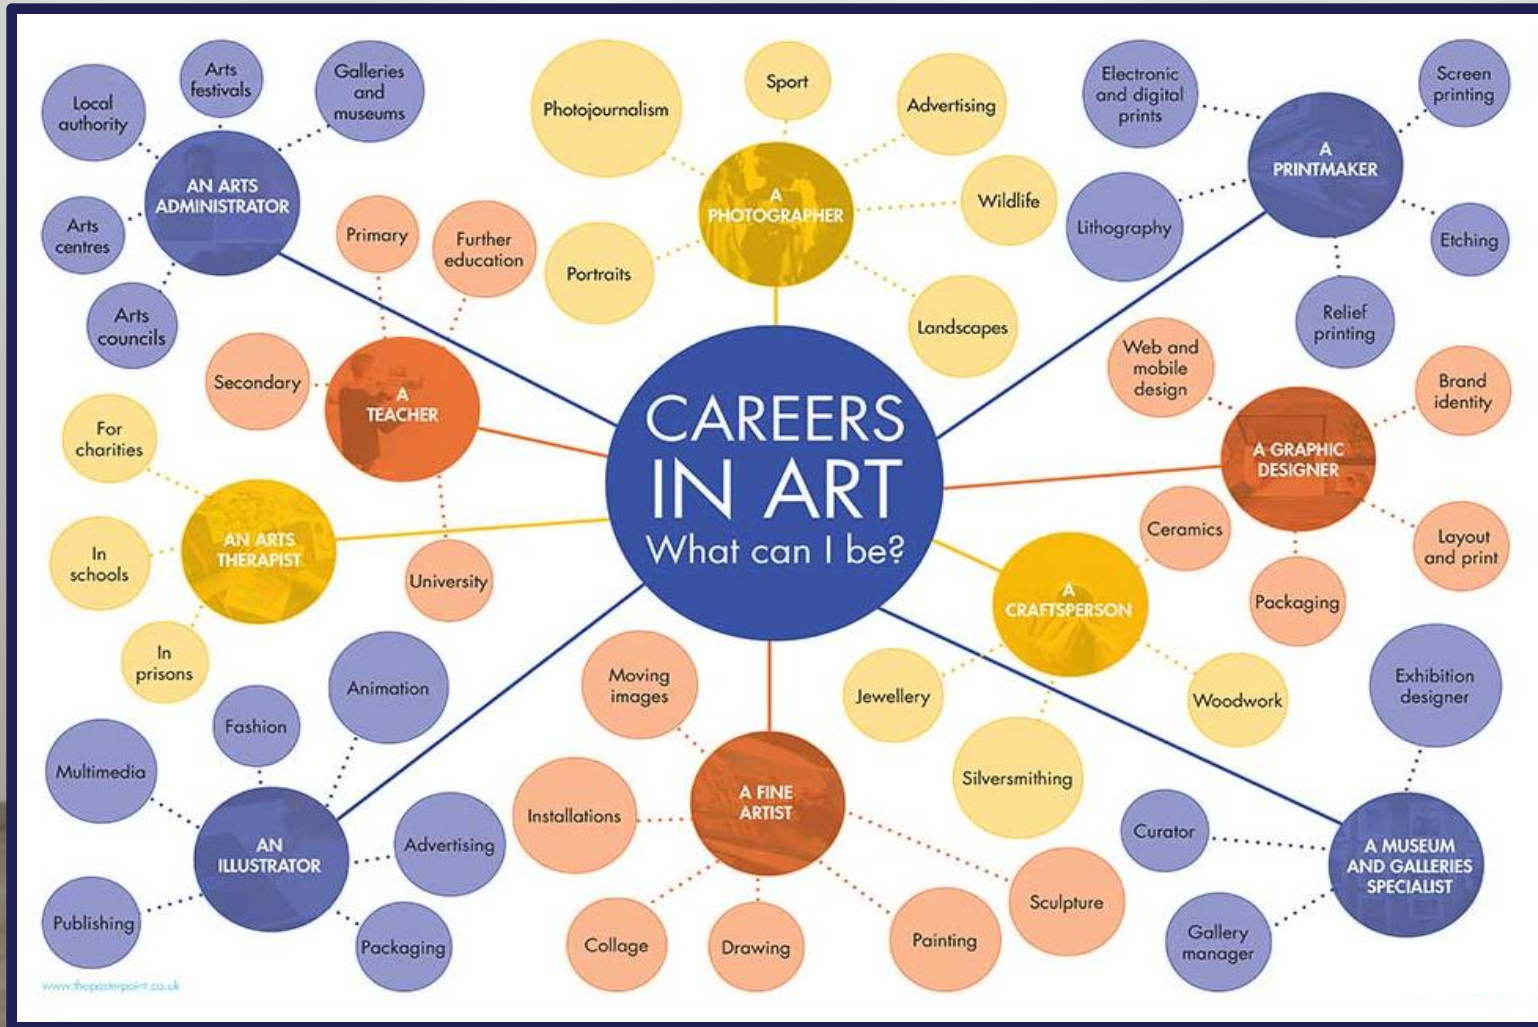 CAREERS
IN ART
What can I be?
AN ARTS
ADMINISTRATOR
Local
authority
Arts
festivals
Galleries
and
museums
Arts
centres
Arts
councils
A
TEACHER
Primary
Further
education
Secondary
University
A
PHOTOGRAPHER
Photojournalism
Sport
Advertising
Wildlife
Portraits
Landscapes
A
PRINTMAKER
Electronic
and digital
prints
Screen
printing
Lithography
Etching
Relief
printing
A GRAPHIC
DESIGNER
Web and
mobile
design
Brand
identity
Layout
and print
Packaging
AN ARTS
THERAPIST
For
charities
In
schools
In
prisons
A
CRAFTSPERSON
Ceramics
Jewellery
Silversmithing
Woodwork
AN
ILLUSTRATOR
Animation
Fashion
Multimedia
Advertising
Publishing
Packaging
A FINE
ARTIST
Moving
images
Installations
Collage
Drawing
Painting
Sculpture
A MUSEUM
AND GALLERIES
SPECIALIST
Exhibition
designer
Curator
Gallery
manager
www.theposterpoint.co.uk